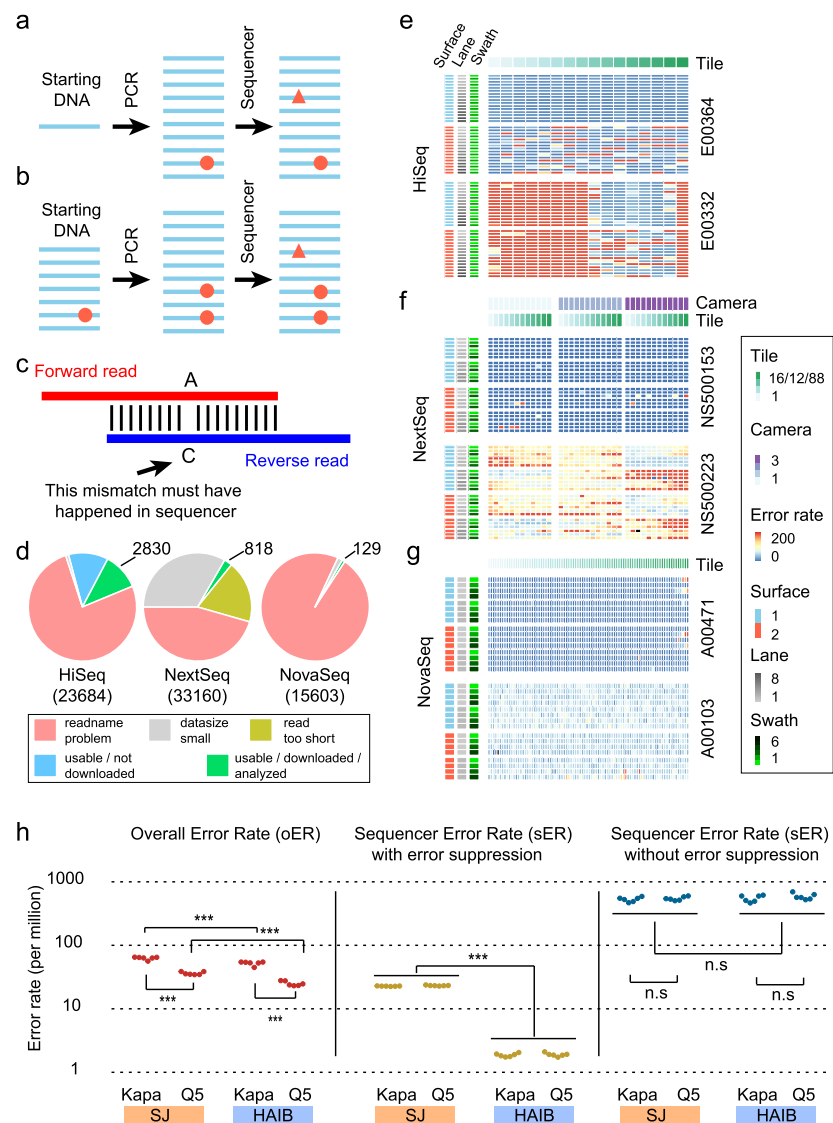 a
Starting
DNA
PCR
Sequencer
b
Starting
DNA
PCR
Sequencer
c
Forward read
A
C
Reverse read
This mismatch must have
happened in sequencer
d
2830
818
129
HiSeq
(23684)
NextSeq
(33160)
NovaSeq
(15603)
readname
problem
datasize
small
read
too short
usable / not
downloaded
usable / downloaded /
analyzed
e
Surface
Lane
Swath
Tile
HiSeq
E00364
E00332
f
Camera
Tile
NextSeq
NS500153
NS500223
g
Tile
NovaSeq
A00471
A00103
Tile
16/12/88
1
Camera
3
1
Error rate
200
0
Surface
1
2
Lane
8
1
Swath
6
1
h
Overall Error Rate (oER)
Sequencer Error Rate (sER)
with error suppression
Sequencer Error Rate (sER)
without error suppression
Error rate (per million)
1000
100
10
1
***
***
***
***
***
n.s
n.s
n.s
Kapa Q5
SJ
Kapa Q5
HAIB
Kapa Q5
SJ
Kapa Q5
HAIB
Kapa Q5
SJ
Kapa Q5
HAIB